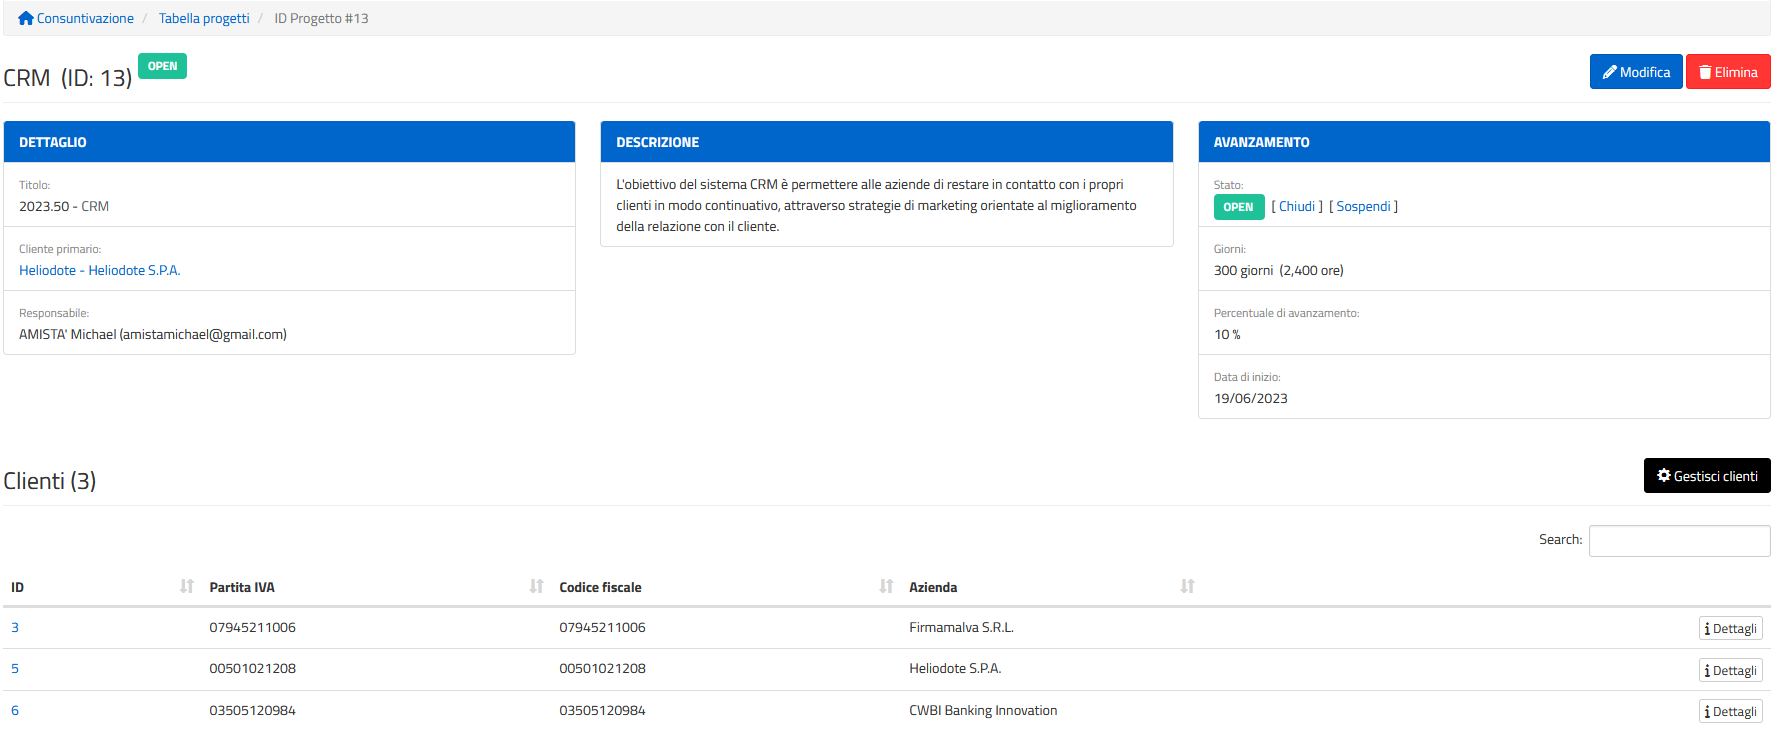 Consuntivazione / Tabella progetti / ID Progetto #13
CRM (ID: 13) OPEN
Modifica Elimina
DETTAGLIO
Titolo:
2023.50 - CRM
Cliente primario:
Heliodote - Heliodote S.P.A.
Responsabile:
AMISTA' Michael (amistamichael@gmail.com)
DESCRIZIONE
L'obiettivo del sistema CRM è permettere alle aziende di restare in contatto con i propri
clienti in modo continuativo, attraverso strategie di marketing orientate al miglioramento
della relazione con il cliente.
AVANZAMENTO
Stato:
OPEN [ Chiudi ] [ Sospendi ]
Giorni:
300 giorni (2,400 ore)
Percentuale di avanzamento:
10 %
Data di inizio:
19/06/2023
Clienti (3)
Gestisci clienti
Search:
ID Partita IVA Codice fiscale Azienda
3 07945211006 07945211006 Firmamalva S.R.L. Dettagli
5 00501021208 00501021208 Heliodote S.P.A. Dettagli
6 03505120984 03505120984 CWBI Banking Innovation Dettagli